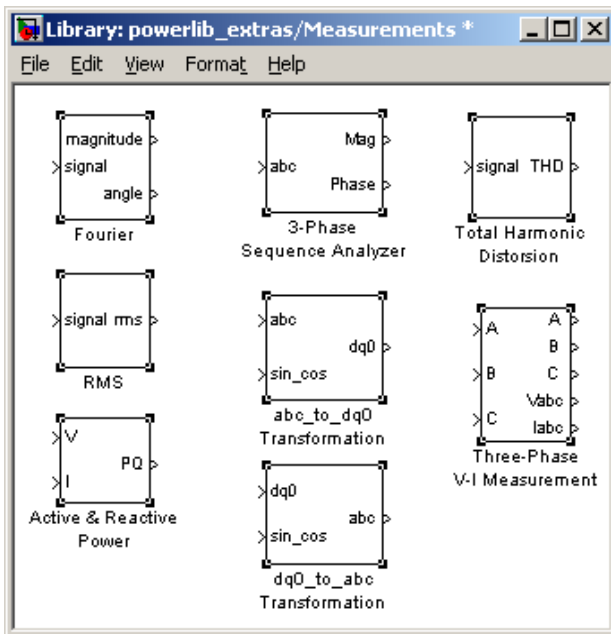 Library: powerlib_extras/Measurements *
File Edit View Format Help
magnitude
signal
angle
Fourier
Mag
abc
Phase
3-Phase
Sequence Analyzer
signal THD
Total Harmonic
Distorsion
signal rms
RMS
abc
dq0
sin_cos
abc_to_dq0
Transformation
A
A
B
B
C
C
Vabc
Iabc
Three-Phase
V-I Measurement
V
PQ
I
Active & Reactive
Power
dq0
abc
sin_cos
dq0_to_abc
Transformation